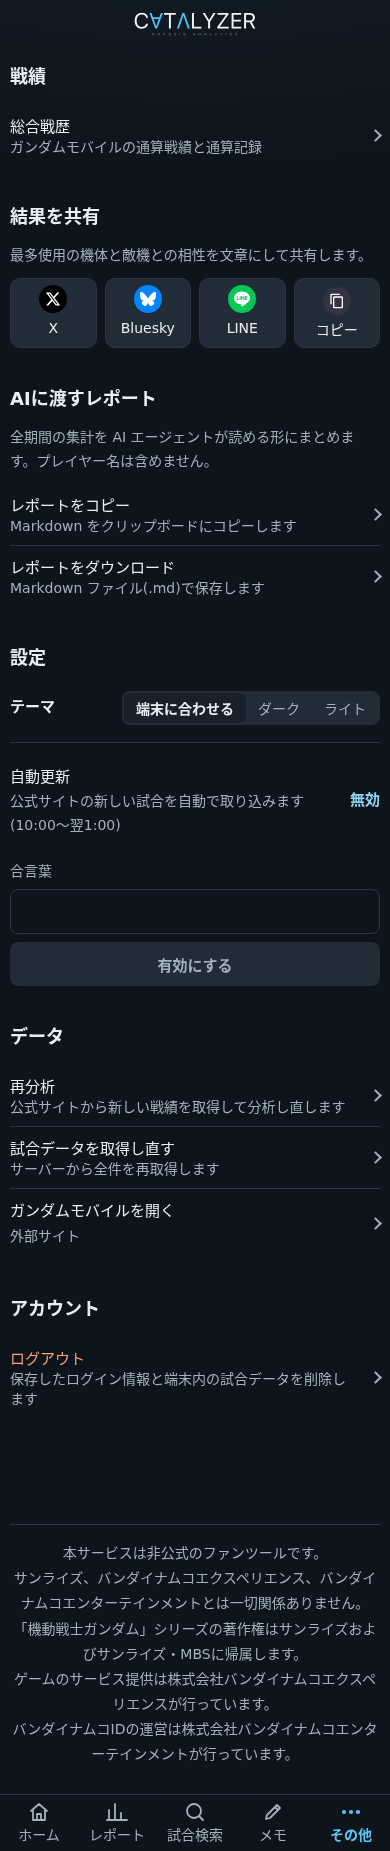 CATALYZER
戦績
総合戦歴
ガンダムモバイルの通算戦績と通算記録
結果を共有
最多使用の機体と敵機との相性を文章にして共有します。
X
Bluesky
LINE
コピー
AIに渡すレポート
全期間の集計を AI エージェントが読める形にまとめま
す。プレイヤー名は含めません。
レポートをコピー
Markdown をクリップボードにコピーします
レポートをダウンロード
Markdown ファイル(.md)で保存します
設定
テーマ
端末に合わせる ダーク ライト
自動更新
公式サイトの新しい試合を自動で取り込みます
(10:00〜翌1:00)
無効
合言葉
有効にする
データ
再分析
公式サイトから新しい戦績を取得して分析し直します
試合データを取得し直す
サーバーから全件を再取得します
ガンダムモバイルを開く
外部サイト
アカウント
ログアウト
保存したログイン情報と端末内の試合データを削除し
ます
本サービスは非公式のファンツールです。
サンライズ、バンダイナムコエクスペリエンス、バンダイ
ナムコエンターテインメントとは一切関係ありません。
「機動戦士ガンダム」シリーズの著作権はサンライズおよ
びサンライズ・MBSに帰属します。
ゲームのサービス提供は株式会社バンダイナムコエクスペ
リエンスが行っています。
バンダイナムコIDの運営は株式会社バンダイナムコエンタ
ーテインメントが行っています。
ホーム レポート 試合検索 メモ その他